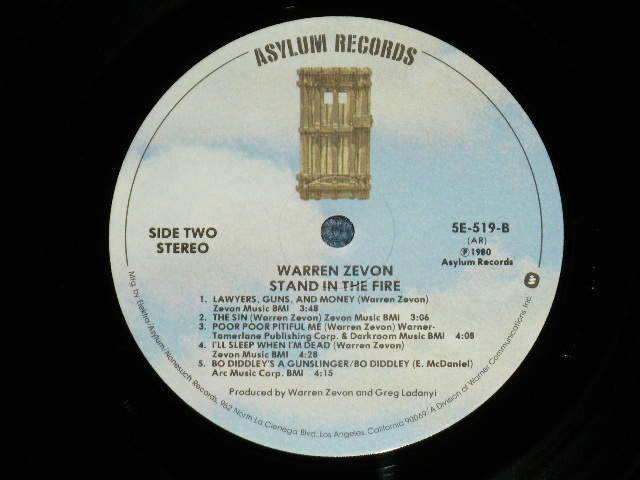 ASYLUM RECORDS
SIDE TWO
STEREO
5E-519-B
(AR)
℗ 1980
Asylum Records
WARREN ZEVON
STAND IN THE FIRE
1. LAWYERS, GUNS, AND MONEY (Warren Zevon)
Zevon Music BMI 3:48
2. THE SIN (Warren Zevon) Zevon Music BMI 3:06
3. POOR POOR PITIFUL ME (Warren Zevon) Warner-
Tamerlane Publishing Corp. & Darkroom Music BMI 4:08
4. I'LL SLEEP WHEN I'M DEAD (Warren Zevon)
Zevon Music BMI 4:28
5. BO DIDDLEY'S A GUNSLINGER/BO DIDDLEY (E. McDaniel)
Arc Music Corp. BMI 4:15
Produced by Warren Zevon and Greg Ladanyi
Mfg. by Elektra/Asylum/Nonesuch Records, 962 North La Cienega Blvd., Los Angeles, California 90069/A Division of Warner Communications Inc.